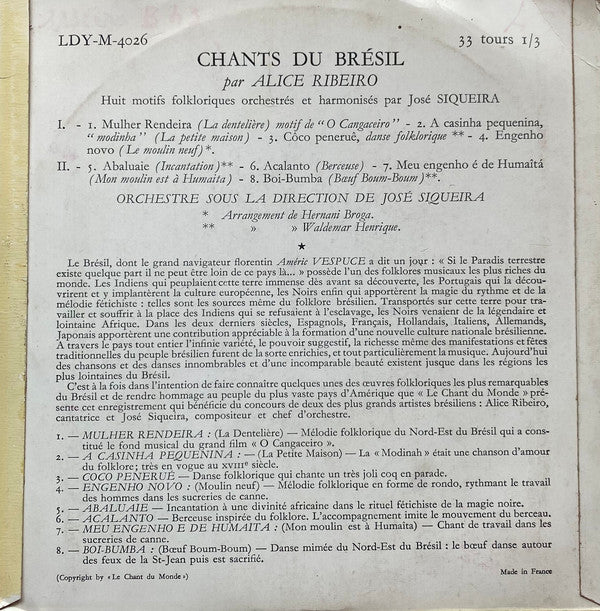 LDY-M-4026 33 tours 1/3
CHANTS DU BRÉSIL
par ALICE RIBEIRO
Huit motifs folkloriques orchestrés et harmonisés par José SIQUEIRA
I. - 1. Mulher Rendeira (La dentelière) motif de "O Cangaceiro" - 2. A casinha pequenina,
"modinha" (La petite maison) - 3. Côco peneruê, danse folklorique ** - 4. Engenho
novo (Le moulin neuf)*.
II. - 5. Abaluaie (Incantation)** - 6. Acalanto (Berceuse) - 7. Meu engenho é de Humaîtá
(Mon moulin est à Humaita) - 8. Boi-Bumba (Bœuf Boum-Boum)**.
ORCHESTRE SOUS LA DIRECTION DE JOSÉ SIQUEIRA
* Arrangement de Hernani Broga.
** » » Waldemar Henrique.
★
Le Brésil, dont le grand navigateur florentin Améric VESPUCE a dit un jour : « Si le Paradis terrestre
existe quelque part il ne peut être loin de ce pays là... » possède l'un des folklores musicaux les plus riches du
monde. Les Indiens qui peuplaient cette terre immense dès avant sa découverte, les Portugais qui la décou-
vrirent et y implantèrent la culture européenne, les Noirs enfin qui apportèrent la magie du rythme et de la
mélodie fétichiste : telles sont les sources même du folklore brésilien. Transportés sur cette terre pour tra-
vailler et souffrir à la place des Indiens qui se refusaient à l'esclavage, les Noirs venaient de la légendaire et
lointaine Afrique. Dans les deux derniers siècles, Espagnols, Français, Hollandais, Italiens, Allemands,
Japonais apportèrent une contribution appréciable à la formation d'une nouvelle culture nationale brésilienne.
A travers le pays tout entier l'infinie variété, le pouvoir suggestif, la richesse même des manifestations et fêtes
traditionnelles du peuple brésilien furent de la sorte enrichies, et tout particulièrement la musique. Aujourd'hui
des chansons et des danses innombrables et d'une incomparable beauté existent jusque dans les régions les
plus lointaines du Brésil.
C'est à la fois dans l'intention de faire connaître quelques unes des œuvres folkloriques les plus remarquables
du Brésil et de rendre hommage au peuple du plus vaste pays d'Amérique que « Le Chant du Monde » pré-
sente cet enregistrement qui bénéficie du concours de deux des plus grands artistes brésiliens : Alice Ribeiro,
cantatrice et José Siqueira, compositeur et chef d'orchestre.
1. — MULHER RENDEIRA : (La Dentelière) — Mélodie folklorique du Nord-Est du Brésil qui a cons-
titué le fond musical du grand film « O Cangaceiro ».
2. — A CASINHA PEQUENINA : — (La Petite Maison) — La « Modinah » était une chanson d'amour
du folklore; très en vogue au XVIIIe siècle.
3. — COCO PENERUÉ — Danse folklorique qui chante un très joli coq en parade.
4. — ENGENHO NOVO : (Moulin neuf) — Mélodie folklorique en forme de rondo, rythmant le travail
des hommes dans les sucreries de canne.
5. — ABALUAIE — Incantation à une divinité africaine dans le rituel fétichiste de la magie noire.
6. — ACALANTO — Berceuse inspirée du folklore. L'accompagnement imite le mouvement du berceau.
7. — MEU ENGENHO E DE HUMAITA : (Mon moulin est à Humaita) — Chant de travail dans les
sucreries de canne.
8. — BOI-BUMBA : (Bœuf Boum-Boum) — Danse mimée du Nord-Est du Brésil : le bœuf danse autour
des feux de la St-Jean puis est sacrifié.
(Copyright by « Le Chant du Monde ») Made in France